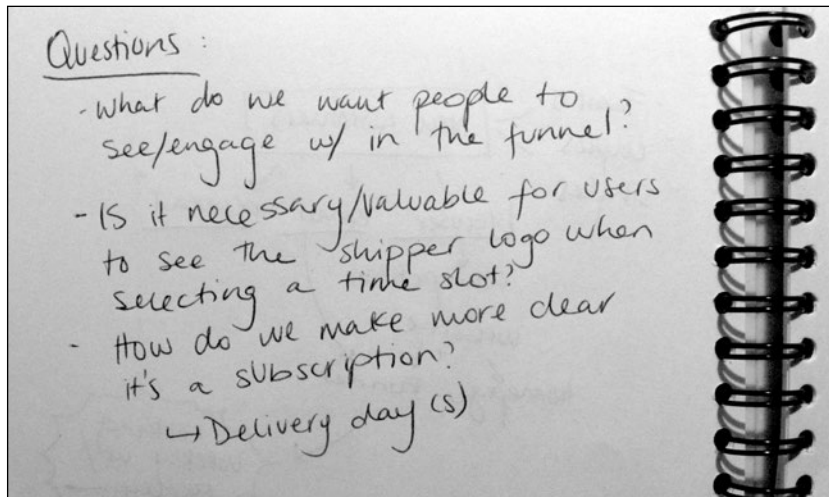 Questions:
- What do we want people to
see/engage w/ in the funnel?
- Is it necessary/valuable for users
to see the shipper logo when
selecting a time slot?
- How do we make more clear
it's a subscription?
↳ Delivery day(s)